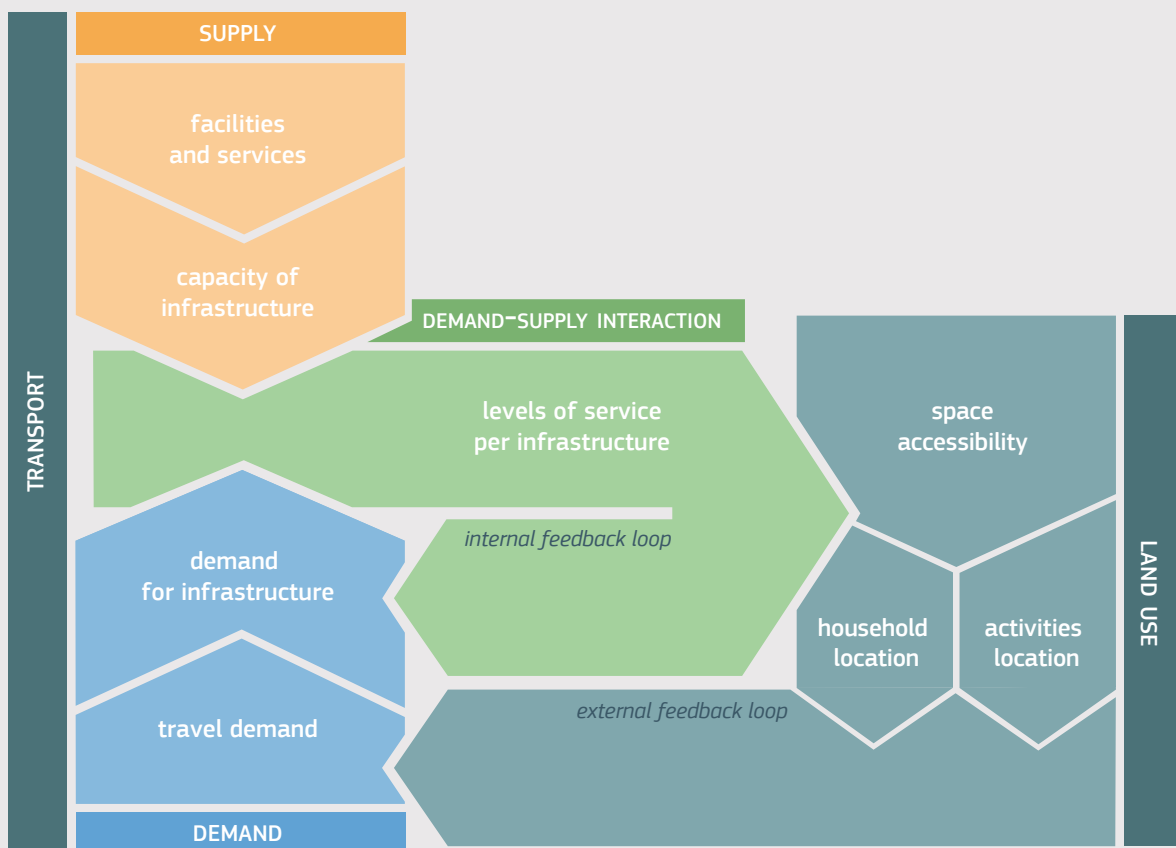 TRANSPORT
SUPPLY
facilities
and services
capacity of
infrastructure
DEMAND-SUPPLY INTERACTION
levels of service
per infrastructure
space
accessibility
internal feedback loop
demand
for infrastructure
household
location
activities
location
LAND USE
external feedback loop
travel demand
DEMAND